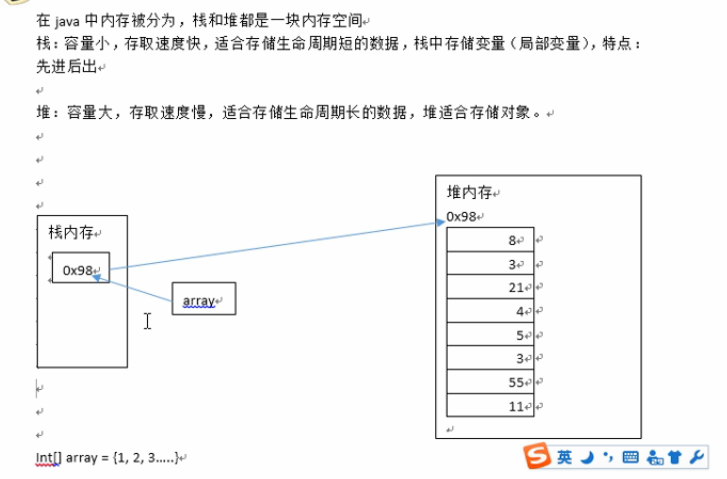 在 java 中内存被分为，栈和堆都是一块内存空间
栈：容量小，存取速度快，适合存储生命周期短的数据，栈中存储变量（局部变量），特点：
先进后出
堆：容量大，存取速度慢，适合存储生命周期长的数据，堆适合存储对象。
堆内存
0x98
栈内存
0x98
array
8
3
21
4
5
3
55
11
Int[] array = {1, 2, 3.....}
S 英